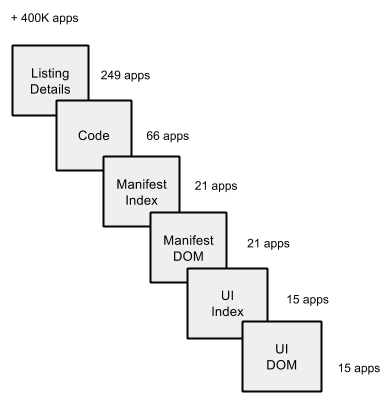 + 400K apps
Listing
Details
249 apps
Code
66 apps
Manifest
Index
21 apps
Manifest
DOM
21 apps
UI
Index
15 apps
UI
DOM
15 apps